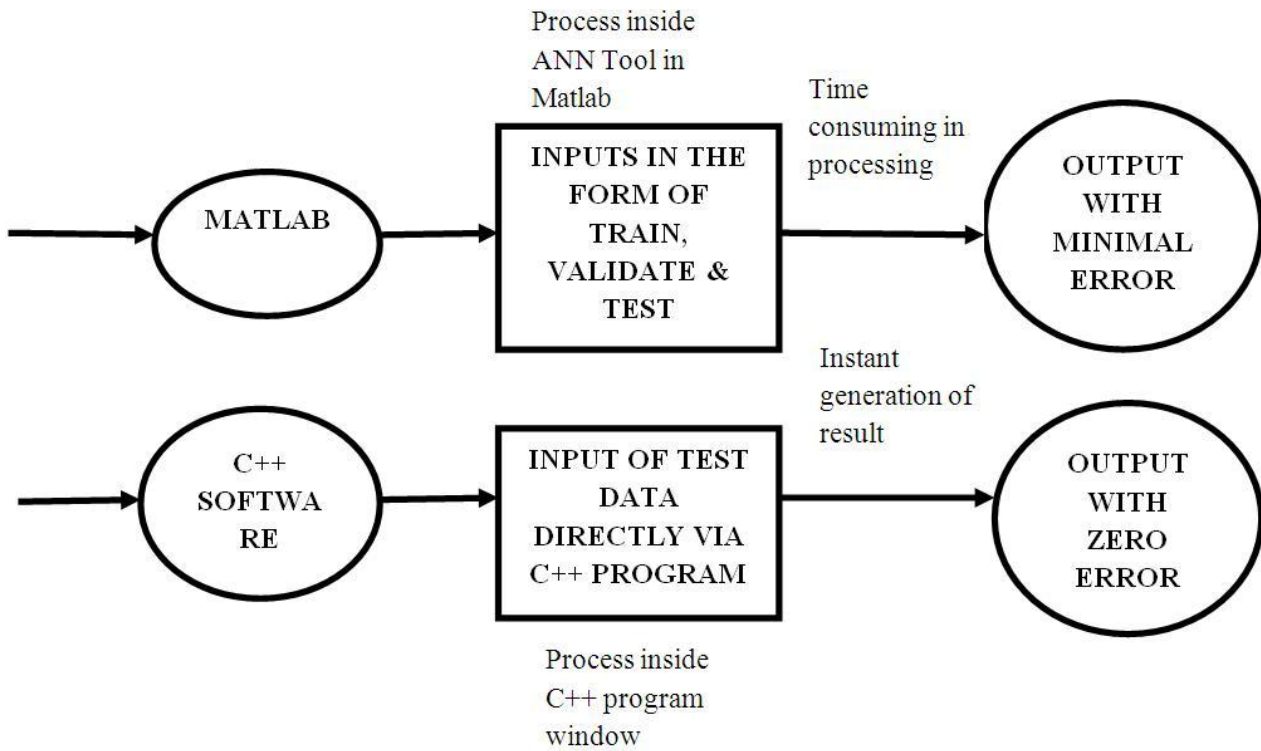 Process inside
ANN Tool in
Matlab
MATLAB
INPUTS IN THE
FORM OF
TRAIN,
VALIDATE &
TEST
Time
consuming in
processing
OUTPUT
WITH
MINIMAL
ERROR
C++
SOFTWA
RE
INPUT OF TEST
DATA
DIRECTLY VIA
C++ PROGRAM
Process inside
C++ program
window
Instant
generation of
result
OUTPUT
WITH
ZERO
ERROR